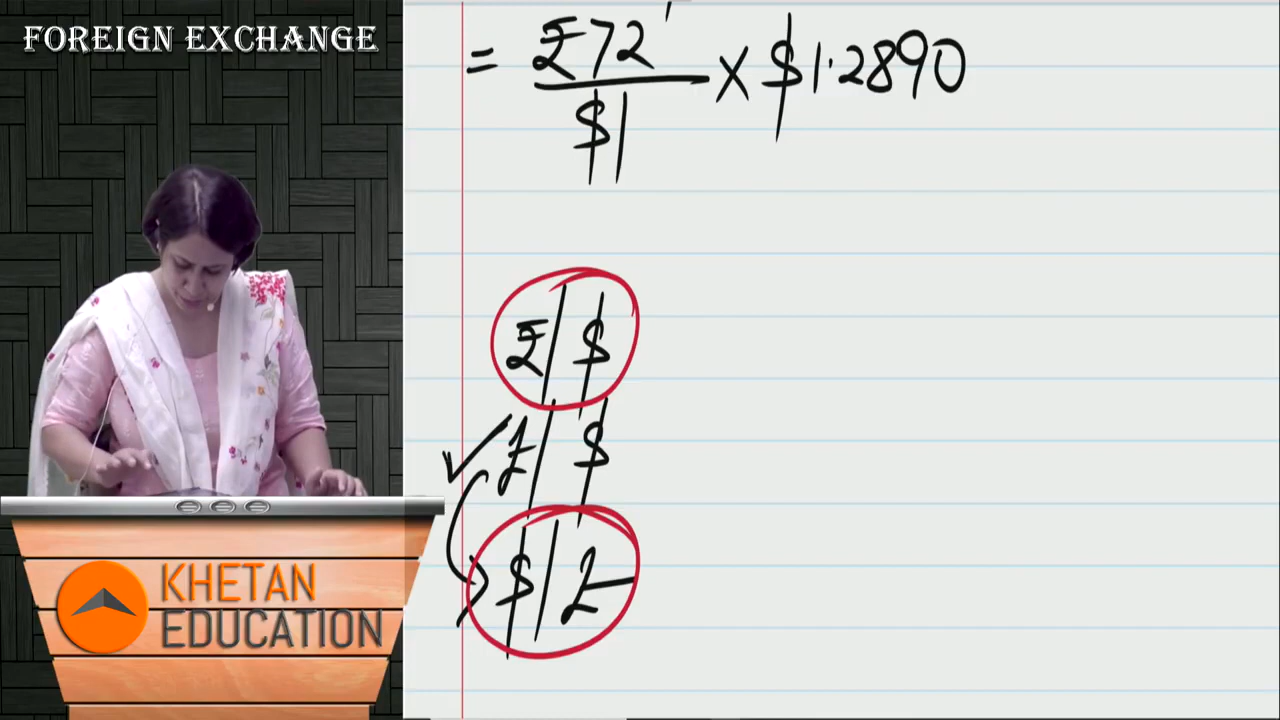 FOREIGN EXCHANGE
= ₹72 / $1 × $1.2890
₹/$
£/$
$/£
KHETAN
EDUCATION